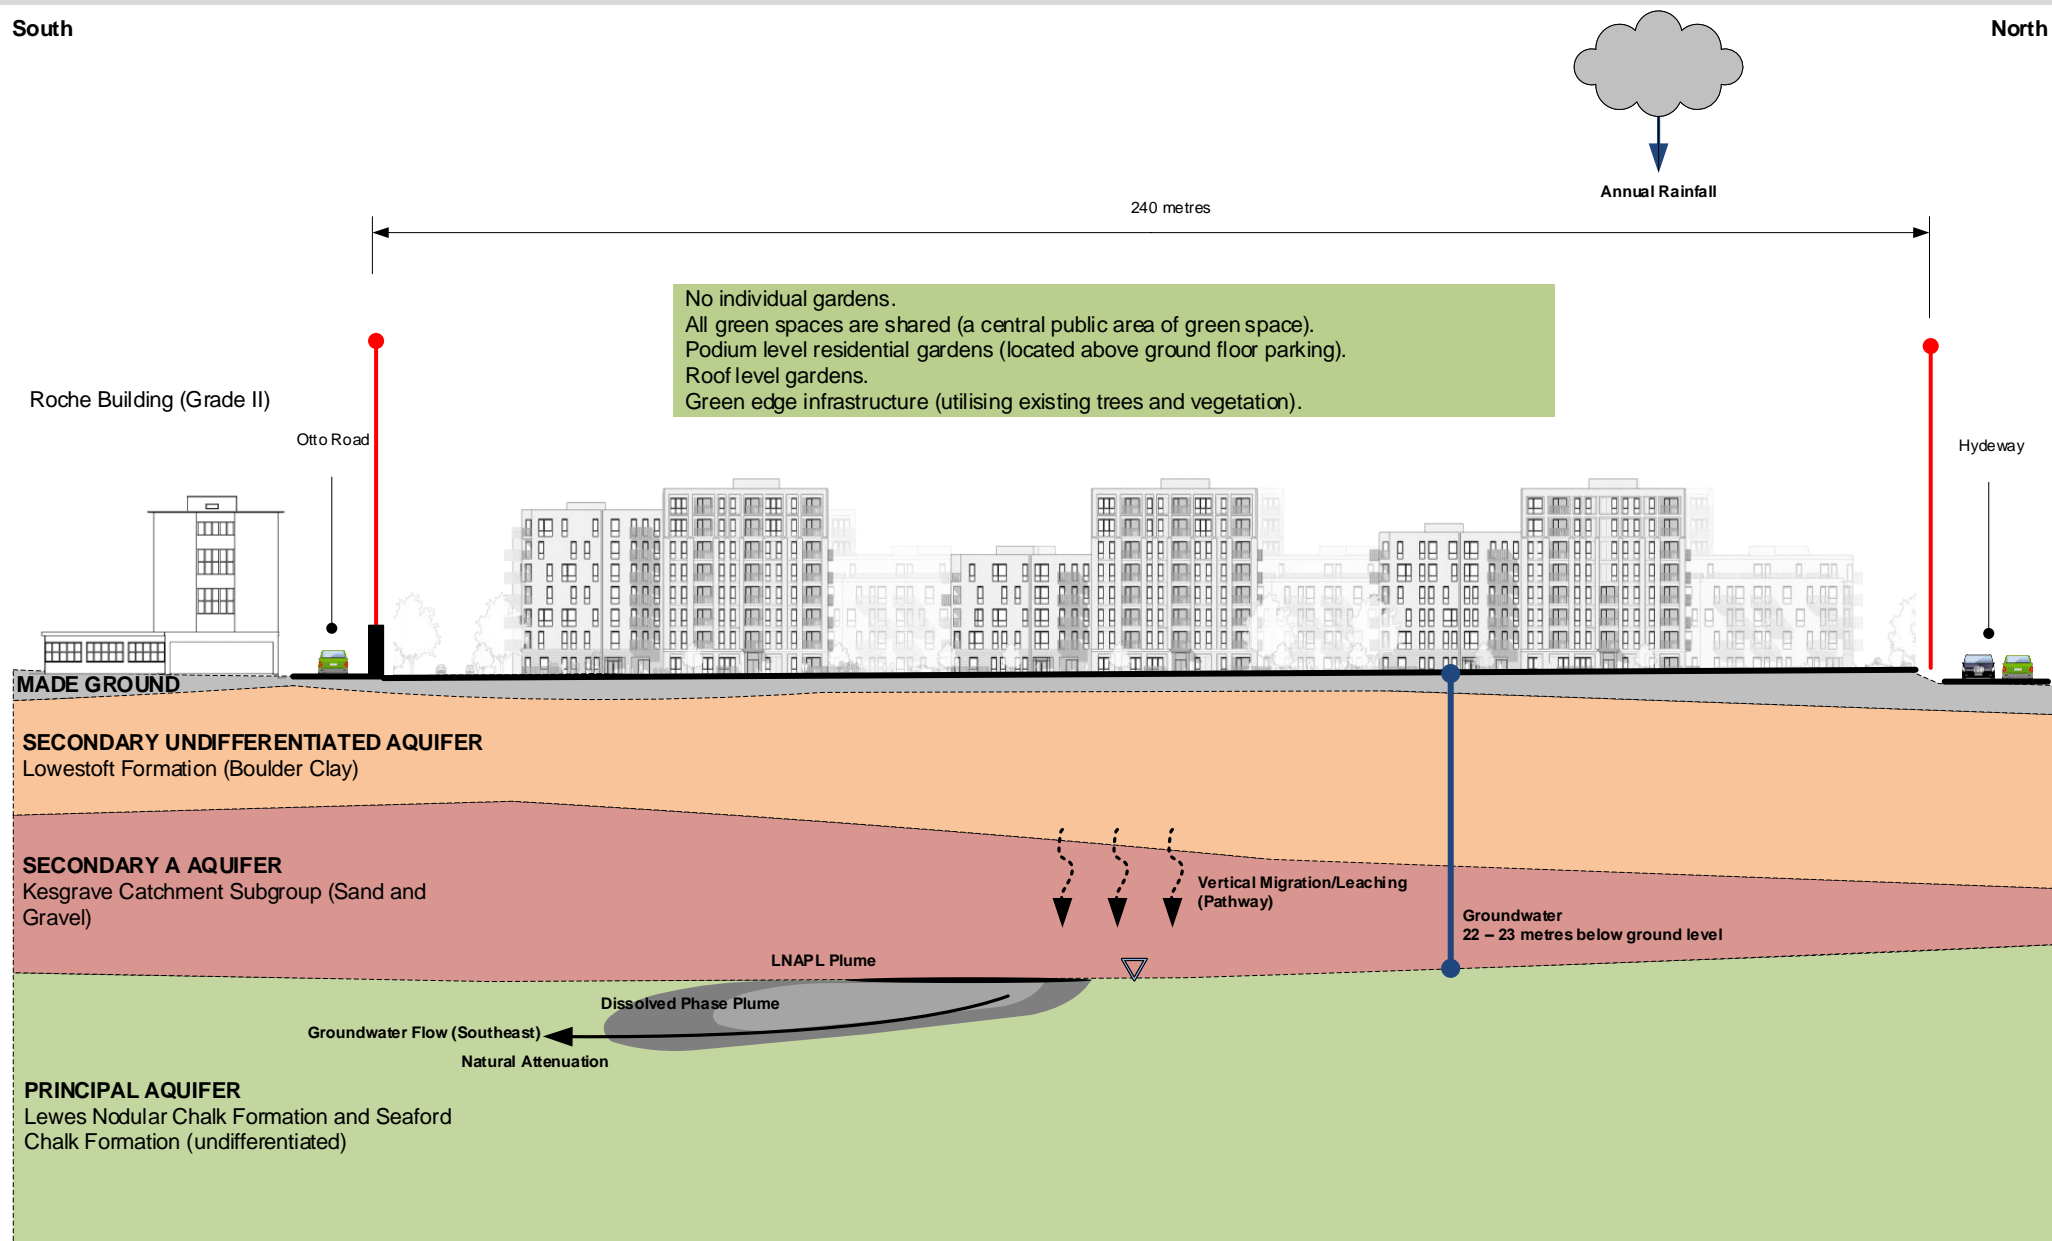 South
North
Annual Rainfall
240 metres
No individual gardens.
All green spaces are shared (a central public area of green space).
Podium level residential gardens (located above ground floor parking).
Roof level gardens.
Green edge infrastructure (utilising existing trees and vegetation).
Roche Building (Grade II)
Otto Road
Hydeway
MADE GROUND
SECONDARY UNDIFFERENTIATED AQUIFER
Lowestoft Formation (Boulder Clay)
SECONDARY A AQUIFER
Kesgrave Catchment Subgroup (Sand and
Gravel)
Vertical Migration/Leaching
(Pathway)
Groundwater
22 – 23 metres below ground level
LNAPL Plume
Dissolved Phase Plume
Groundwater Flow (Southeast)
Natural Attenuation
PRINCIPAL AQUIFER
Lewes Nodular Chalk Formation and Seaford
Chalk Formation (undifferentiated)